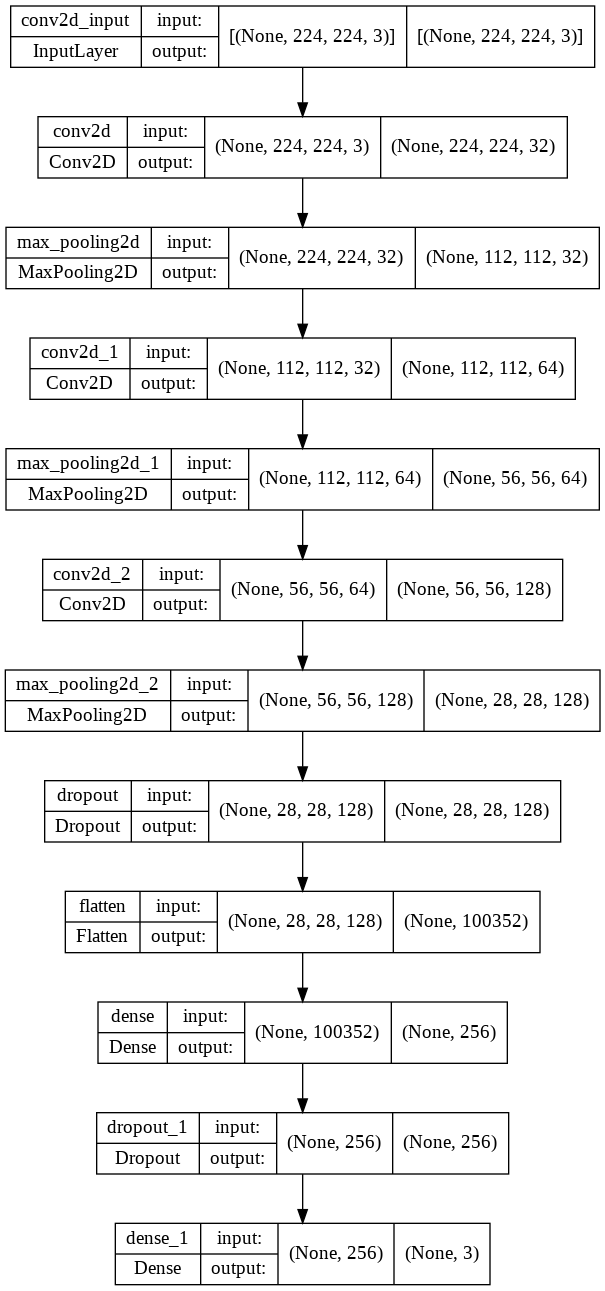 conv2d_input input: [(None, 224, 224, 3)] [(None, 224, 224, 3)]
InputLayer output:
conv2d input: (None, 224, 224, 3) (None, 224, 224, 32)
Conv2D output:
max_pooling2d input: (None, 224, 224, 32) (None, 112, 112, 32)
MaxPooling2D output:
conv2d_1 input: (None, 112, 112, 32) (None, 112, 112, 64)
Conv2D output:
max_pooling2d_1 input: (None, 112, 112, 64) (None, 56, 56, 64)
MaxPooling2D output:
conv2d_2 input: (None, 56, 56, 64) (None, 56, 56, 128)
Conv2D output:
max_pooling2d_2 input: (None, 56, 56, 128) (None, 28, 28, 128)
MaxPooling2D output:
dropout input: (None, 28, 28, 128) (None, 28, 28, 128)
Dropout output:
flatten input: (None, 28, 28, 128) (None, 100352)
Flatten output:
dense input: (None, 100352) (None, 256)
Dense output:
dropout_1 input: (None, 256) (None, 256)
Dropout output:
dense_1 input: (None, 256) (None, 3)
Dense output: